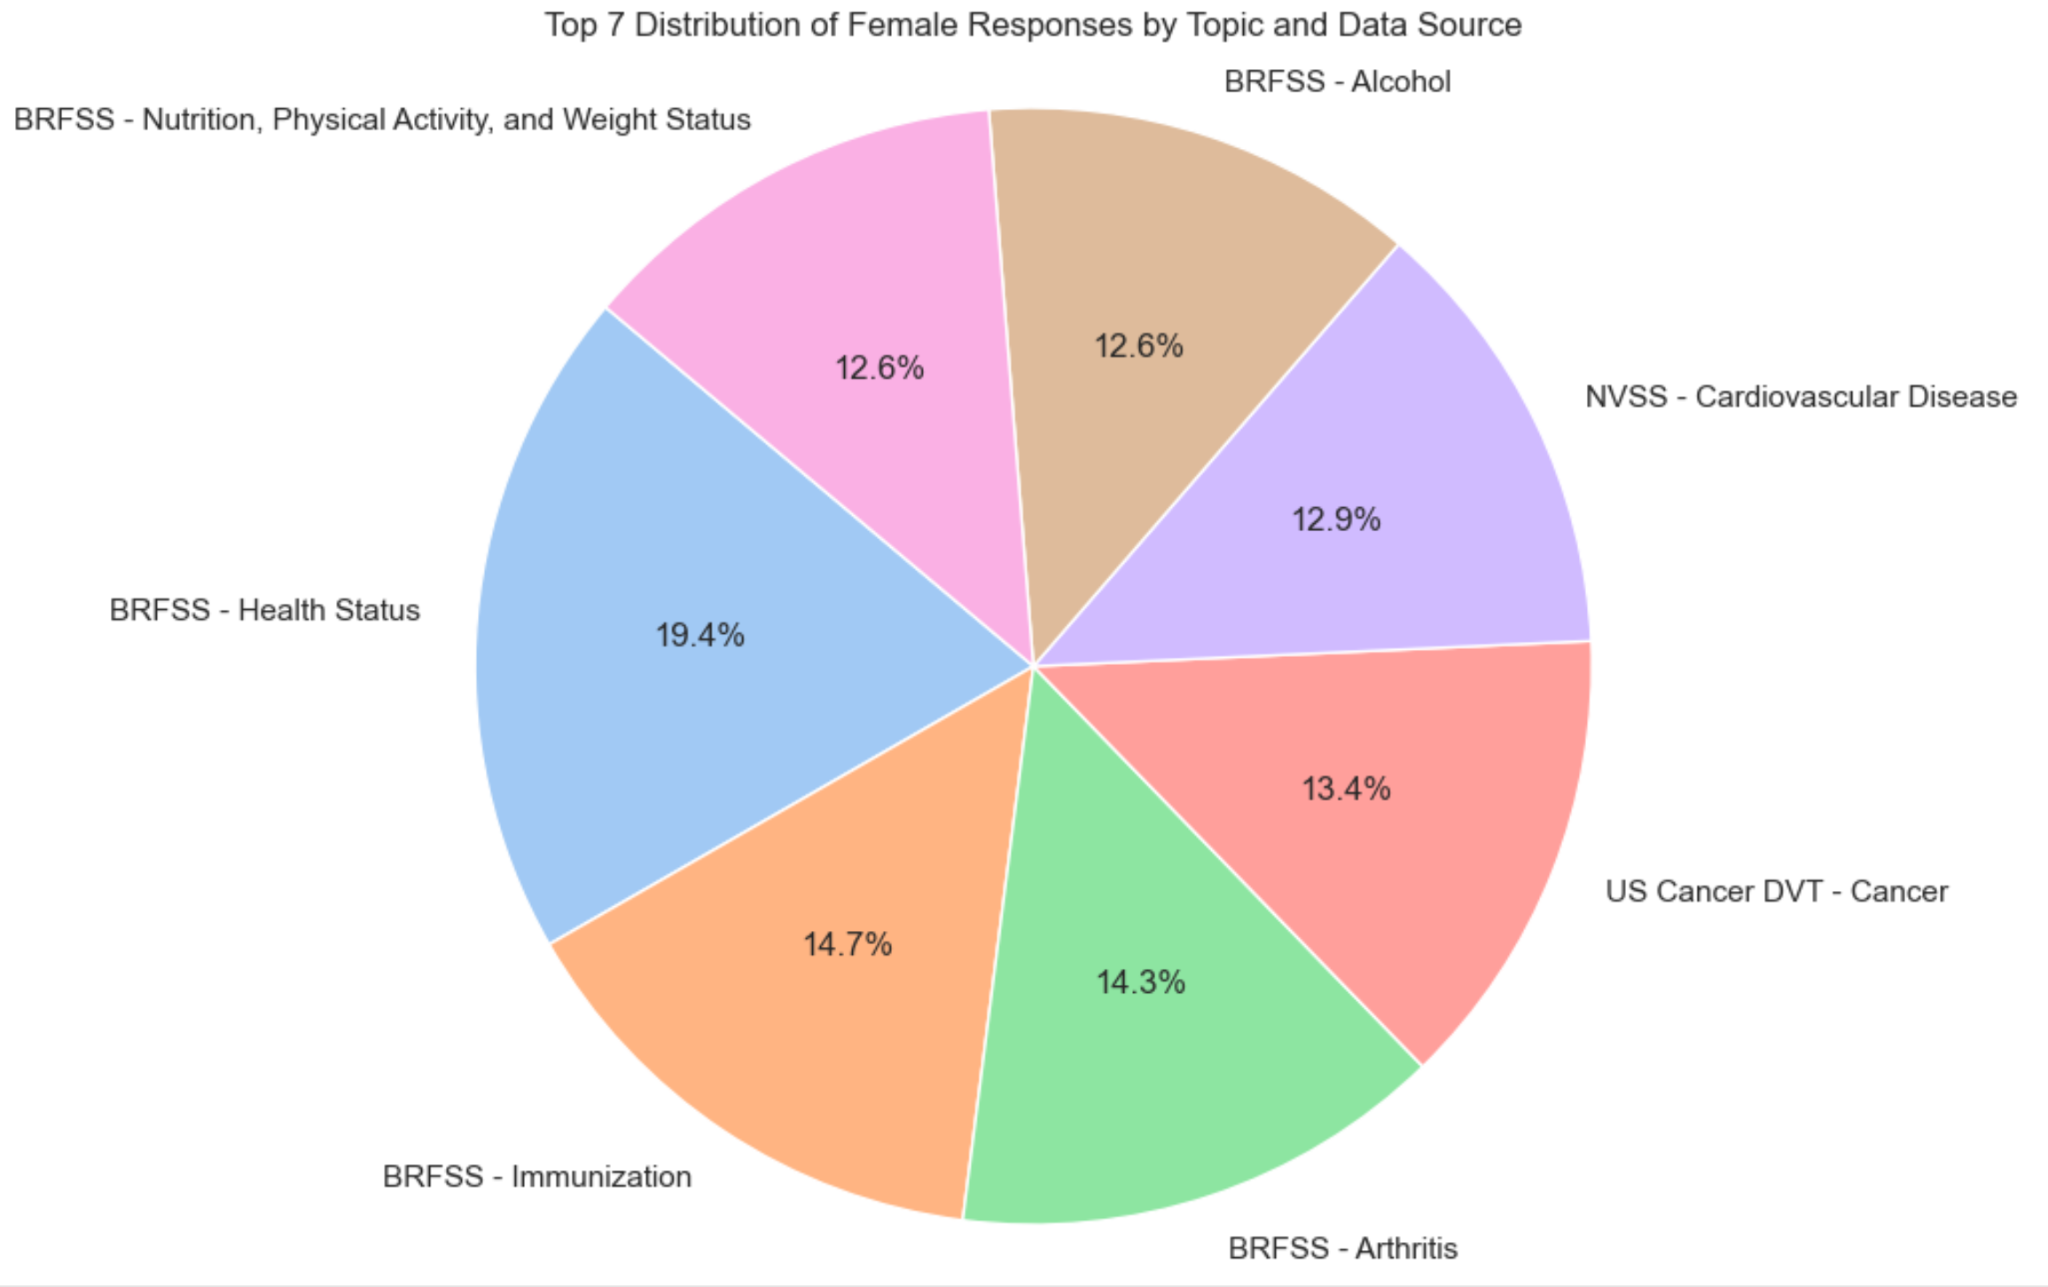 Top 7 Distribution of Female Responses by Topic and Data Source
BRFSS - Alcohol
BRFSS - Nutrition, Physical Activity, and Weight Status
12.6%
12.6%
NVSS - Cardiovascular Disease
12.9%
BRFSS - Health Status
19.4%
13.4%
US Cancer DVT - Cancer
14.7%
14.3%
BRFSS - Immunization
BRFSS - Arthritis